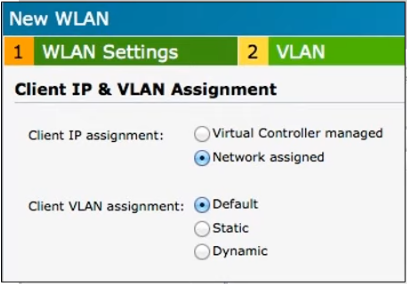 New WLAN
1 WLAN Settings 2 VLAN
Client IP & VLAN Assignment
Client IP assignment: Virtual Controller managed
Network assigned
Client VLAN assignment: Default
Static
Dynamic